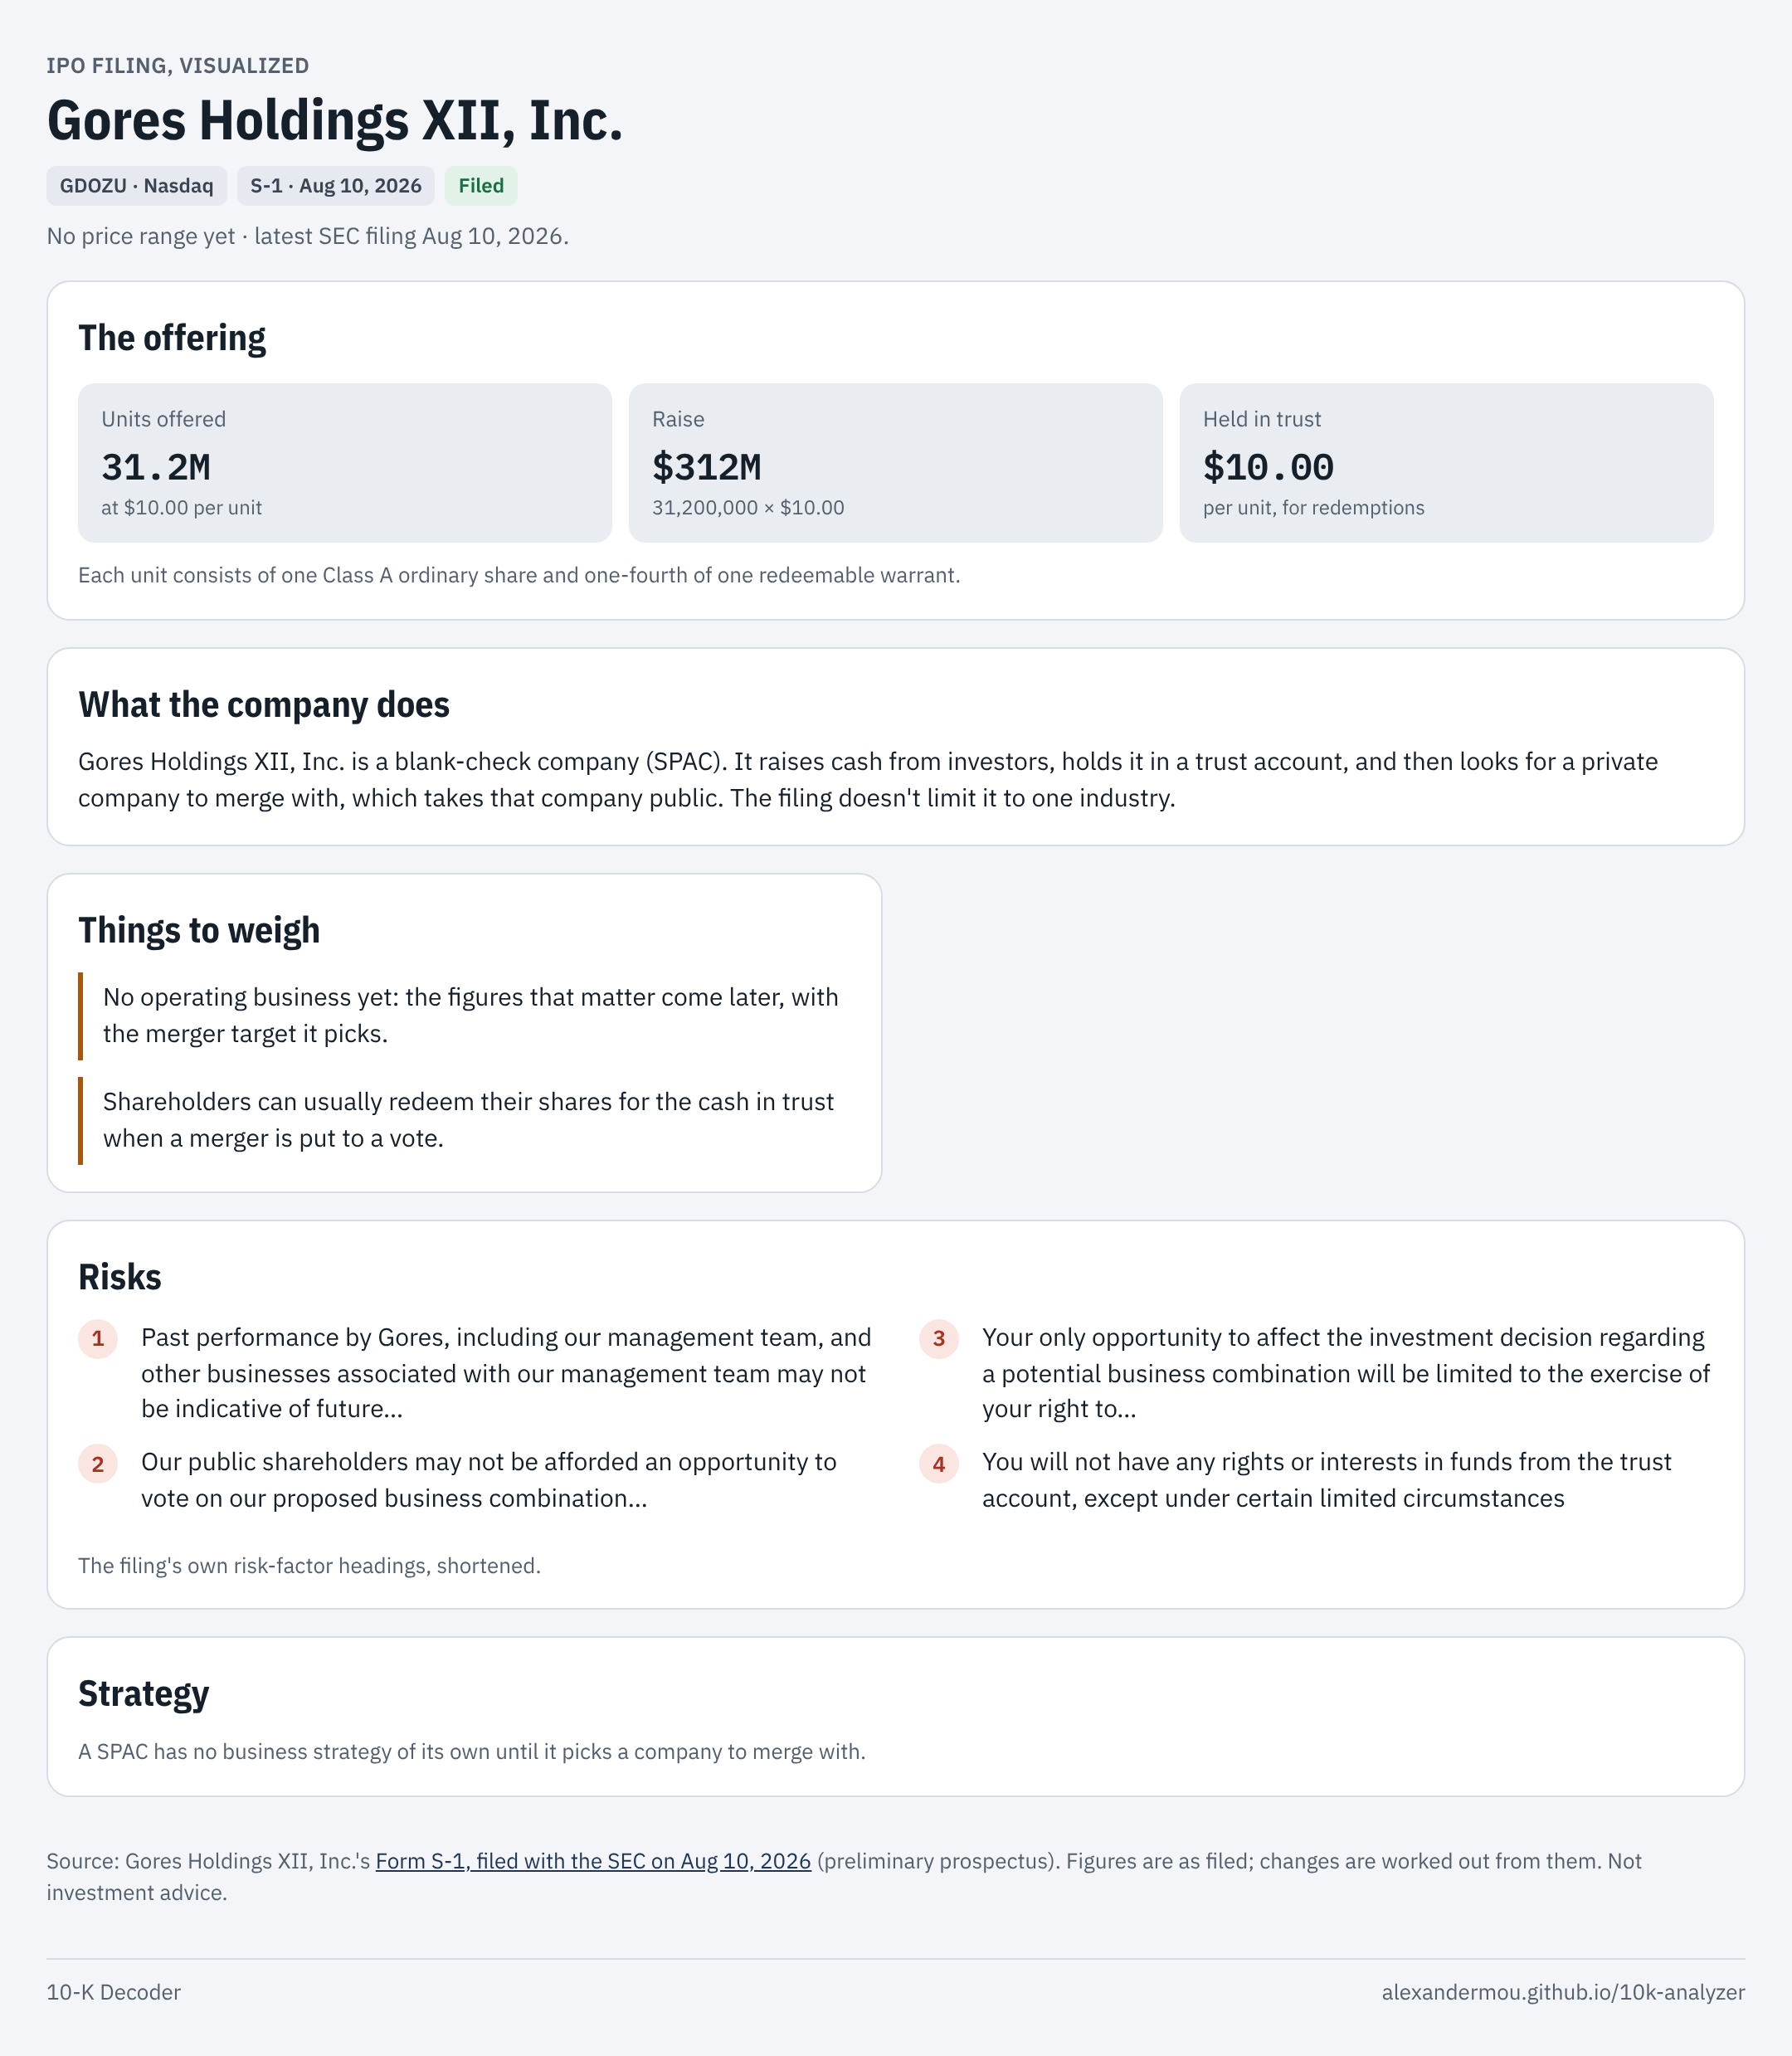 IPO FILING, VISUALIZED
Gores Holdings XII, Inc.
GDOZU · Nasdaq
S-1 · Aug 10, 2026
Filed
No price range yet · latest SEC filing Aug 10, 2026.
The offering
Units offered
31.2M
at $10.00 per unit
Raise
$312M
31,200,000 × $10.00
Held in trust
$10.00
per unit, for redemptions
Each unit consists of one Class A ordinary share and one-fourth of one redeemable warrant.
What the company does
Gores Holdings XII, Inc. is a blank-check company (SPAC). It raises cash from investors, holds it in a trust account, and then looks for a private
company to merge with, which takes that company public. The filing doesn't limit it to one industry.
Things to weigh
No operating business yet: the figures that matter come later, with
the merger target it picks.
Shareholders can usually redeem their shares for the cash in trust
when a merger is put to a vote.
Risks
1
Past performance by Gores, including our management team, and
other businesses associated with our management team may not
be indicative of future…
2
Our public shareholders may not be afforded an opportunity to
vote on our proposed business combination…
3
Your only opportunity to affect the investment decision regarding
a potential business combination will be limited to the exercise of
your right to…
4
You will not have any rights or interests in funds from the trust
account, except under certain limited circumstances
The filing's own risk-factor headings, shortened.
Strategy
A SPAC has no business strategy of its own until it picks a company to merge with.
Source: Gores Holdings XII, Inc.'s Form S-1, filed with the SEC on Aug 10, 2026 (preliminary prospectus). Figures are as filed; changes are worked out from them. Not
investment advice.
10-K Decoder
alexandermou.github.io/10k-analyzer